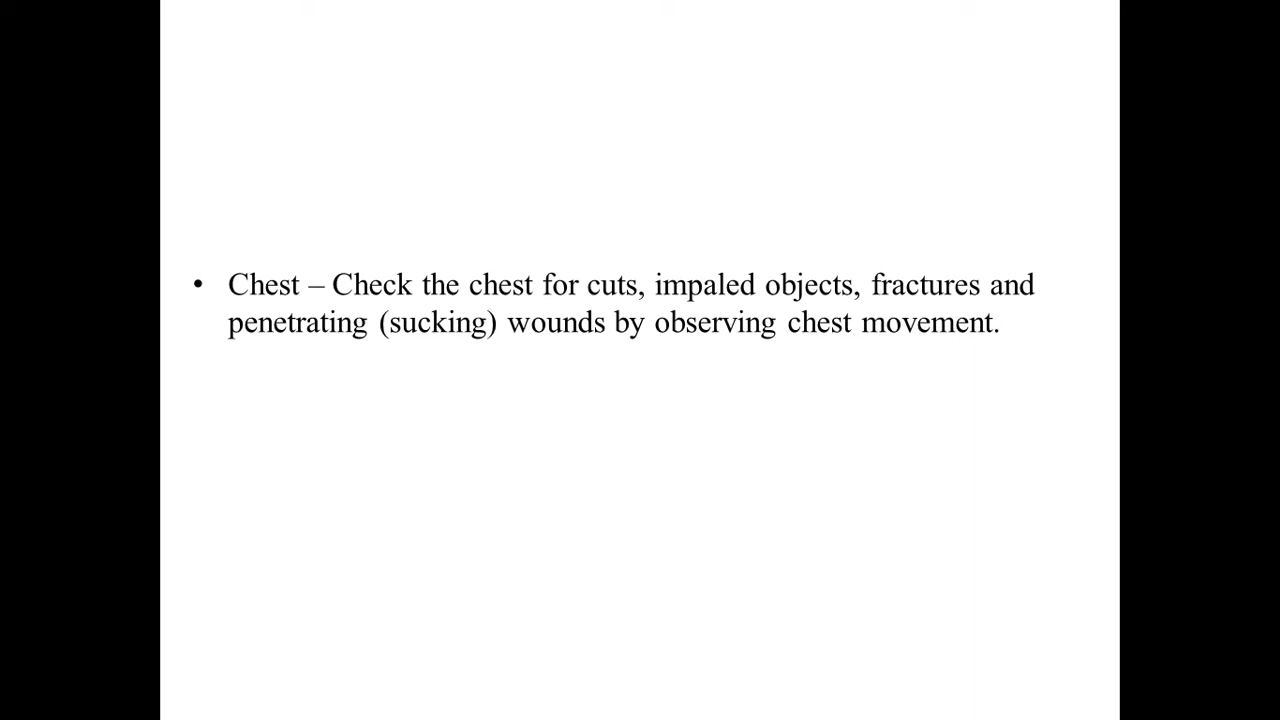 • Chest – Check the chest for cuts, impaled objects, fractures and
penetrating (sucking) wounds by observing chest movement.